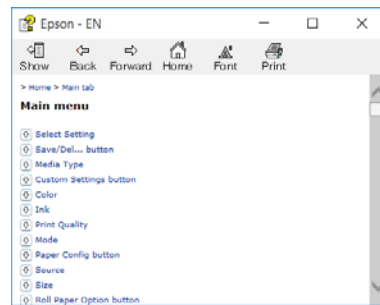 Epson - EN
Show Back Forward Home Font Print
> Home > Main tab
Main menu
Select Setting
Save/Del... button
Media Type
Custom Settings button
Color
Ink
Print Quality
Mode
Paper Config button
Source
Size
Roll Paper Option button